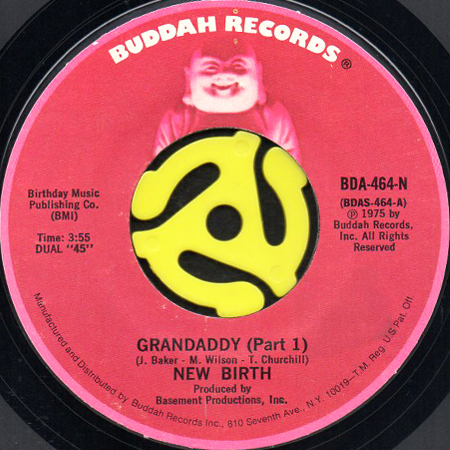 BUDDAH RECORDS®
Birthday Music
Publishing Co.
(BMI)
Time: 3:55
DUAL "45"
BDA-464-N
(BDAS-464-A)
Ⓟ 1975 by
Buddah Records,
Inc. All Rights
Reserved
GRANDADDY (Part 1)
(J. Baker - M. Wilson - T. Churchill)
NEW BIRTH
Produced by
Basement Productions, Inc.
Manufactured and Distributed by Buddah Records Inc., 810 Seventh Ave., N.Y. 10019–T.M. Reg. U.S. Pat. Off.